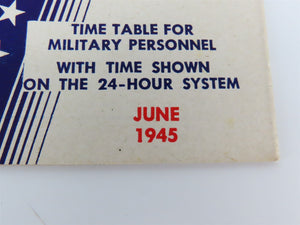 TIME TABLE FOR
MILITARY PERSONNEL
WITH TIME SHOWN
ON THE 24-HOUR SYSTEM
JUNE
1945